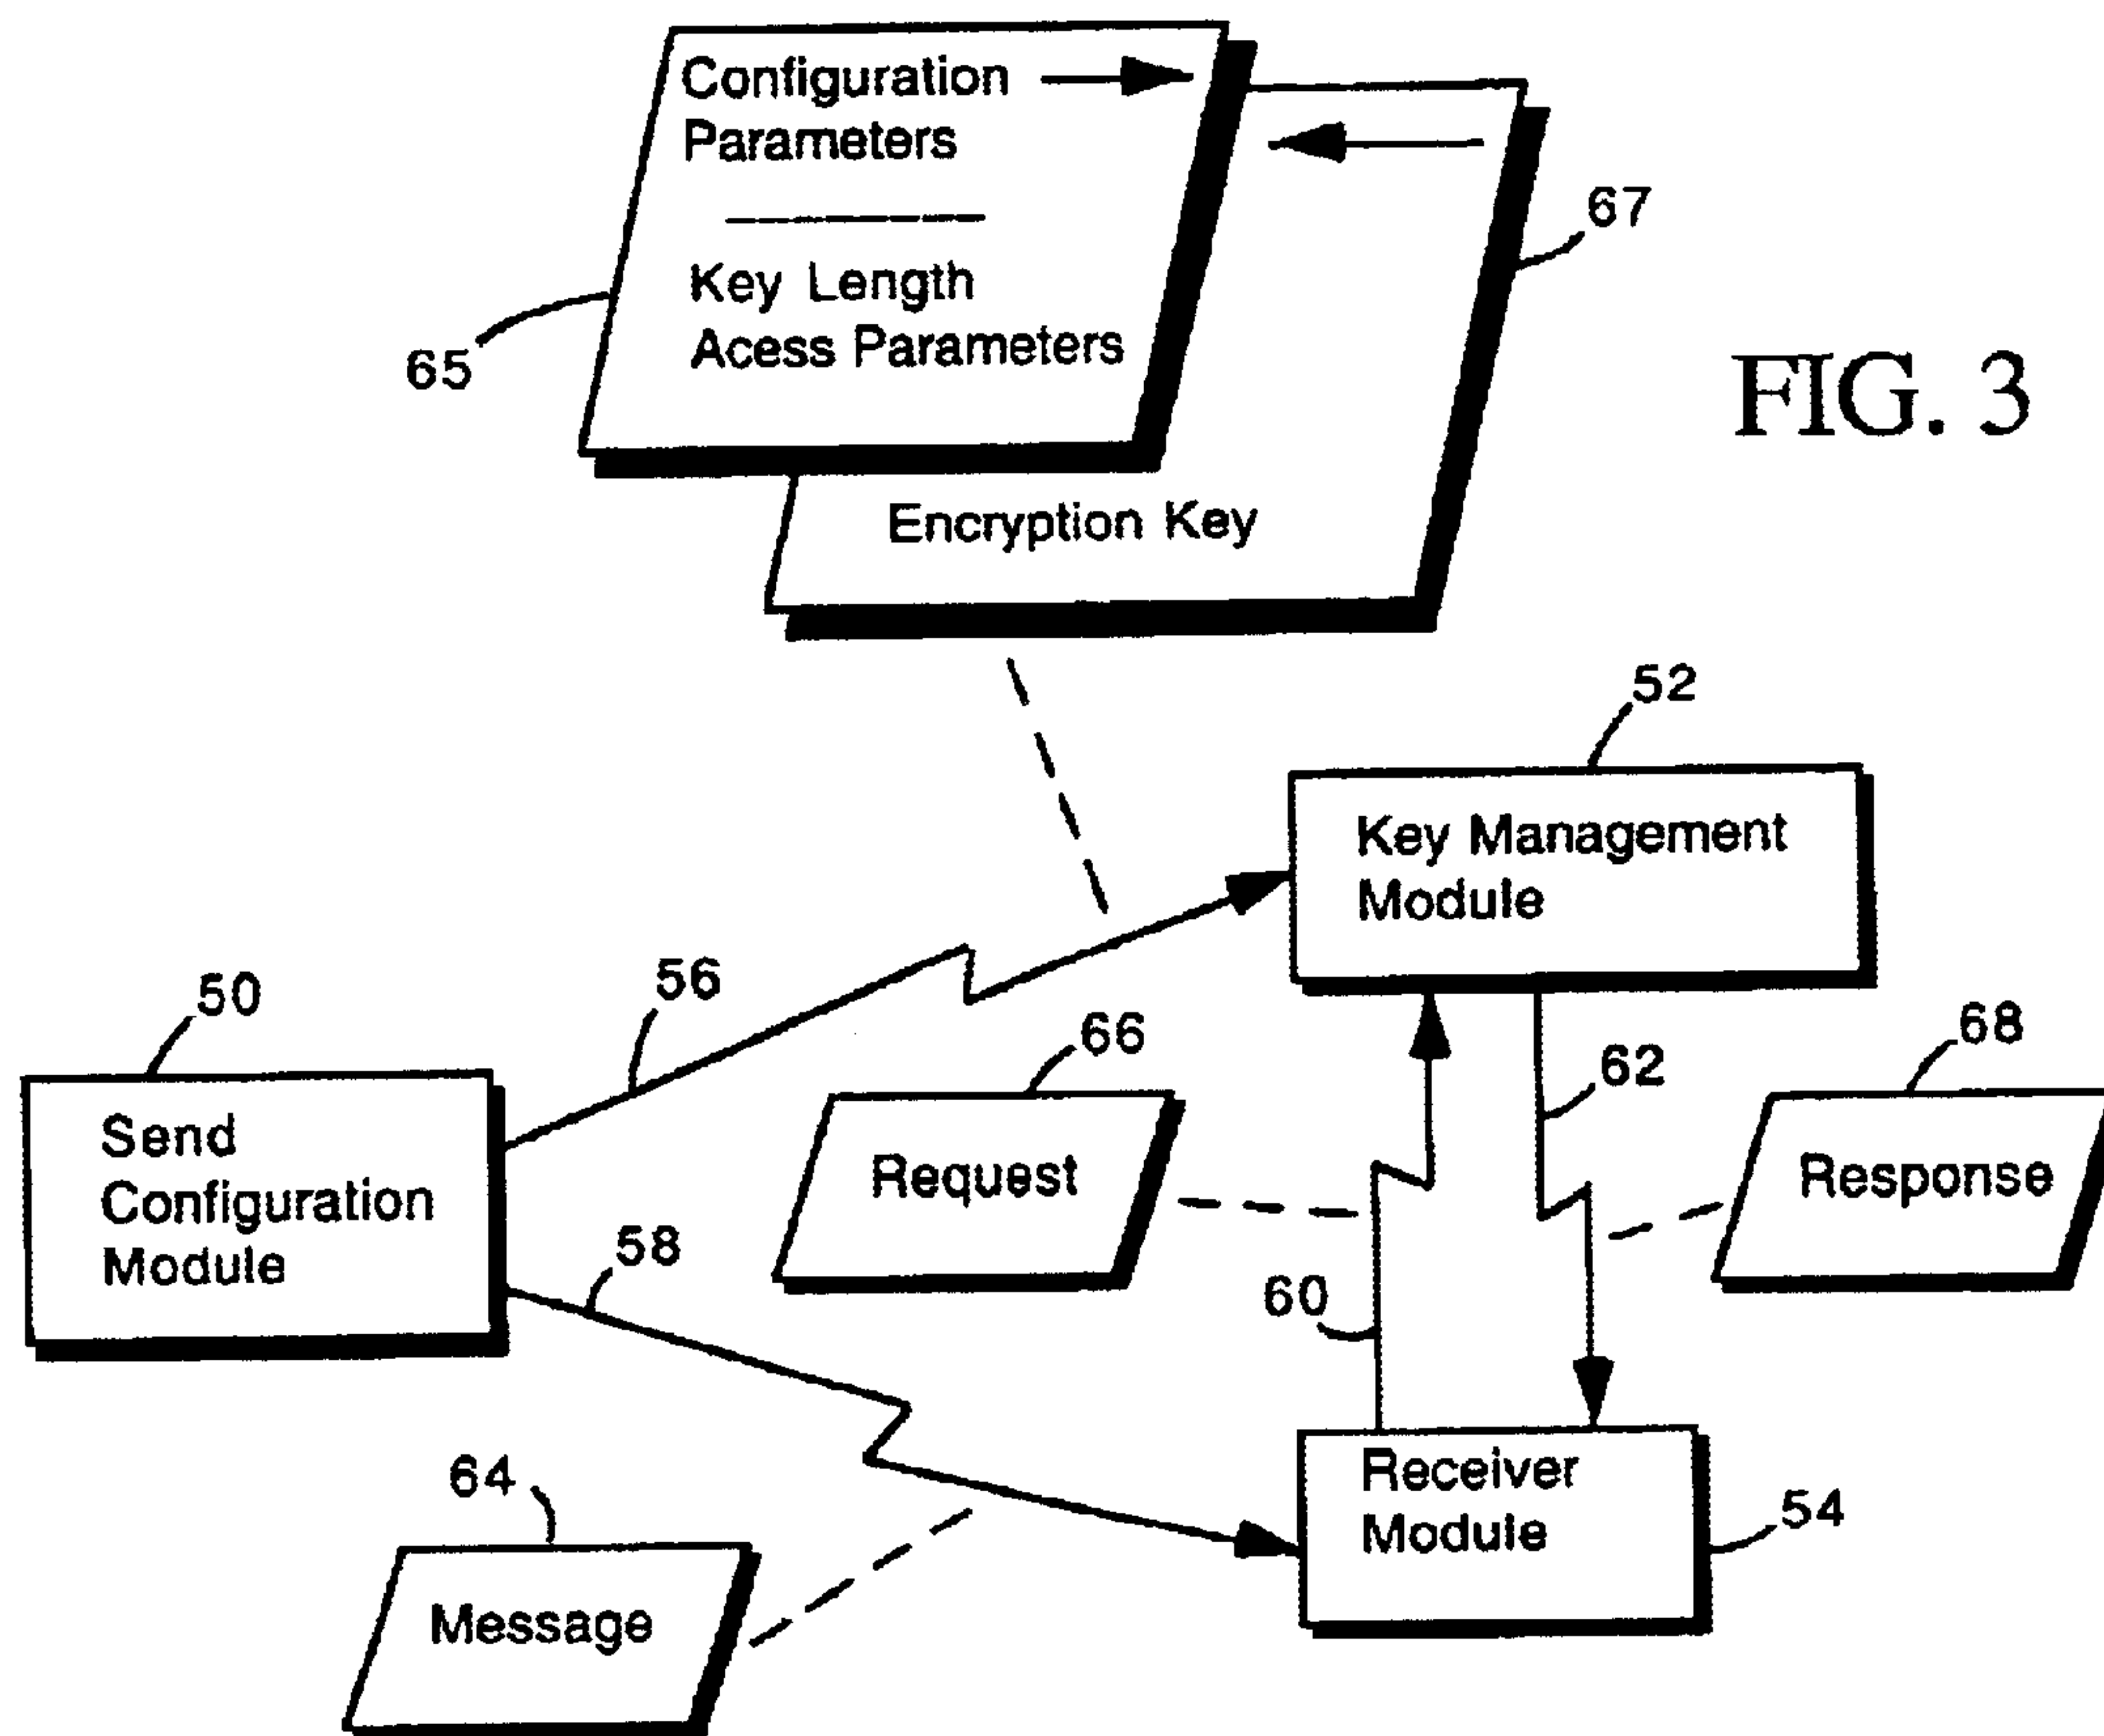 Configuration
Parameters
67
Key Length
Acess Parameters
65
FIG. 3
Encryption Key
52
Key Management
Module
50
56
66
68
62
Send
Configuration
Module
Request
Response
58
60
64
Receiver
Module
54
Message